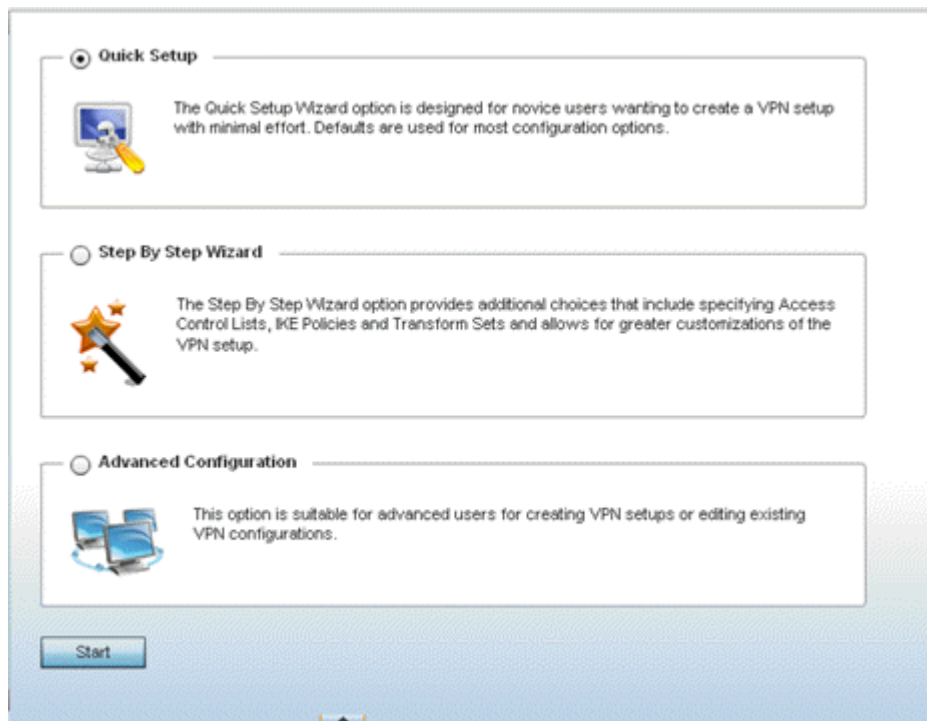 Quick Setup
The Quick Setup Wizard option is designed for novice users wanting to create a VPN setup
with minimal effort. Defaults are used for most configuration options.
Step By Step Wizard
The Step By Step Wizard option provides additional choices that include specifying Access
Control Lists, IKE Policies and Transform Sets and allows for greater customizations of the
VPN setup.
Advanced Configuration
This option is suitable for advanced users for creating VPN setups or editing existing
VPN configurations.
Start